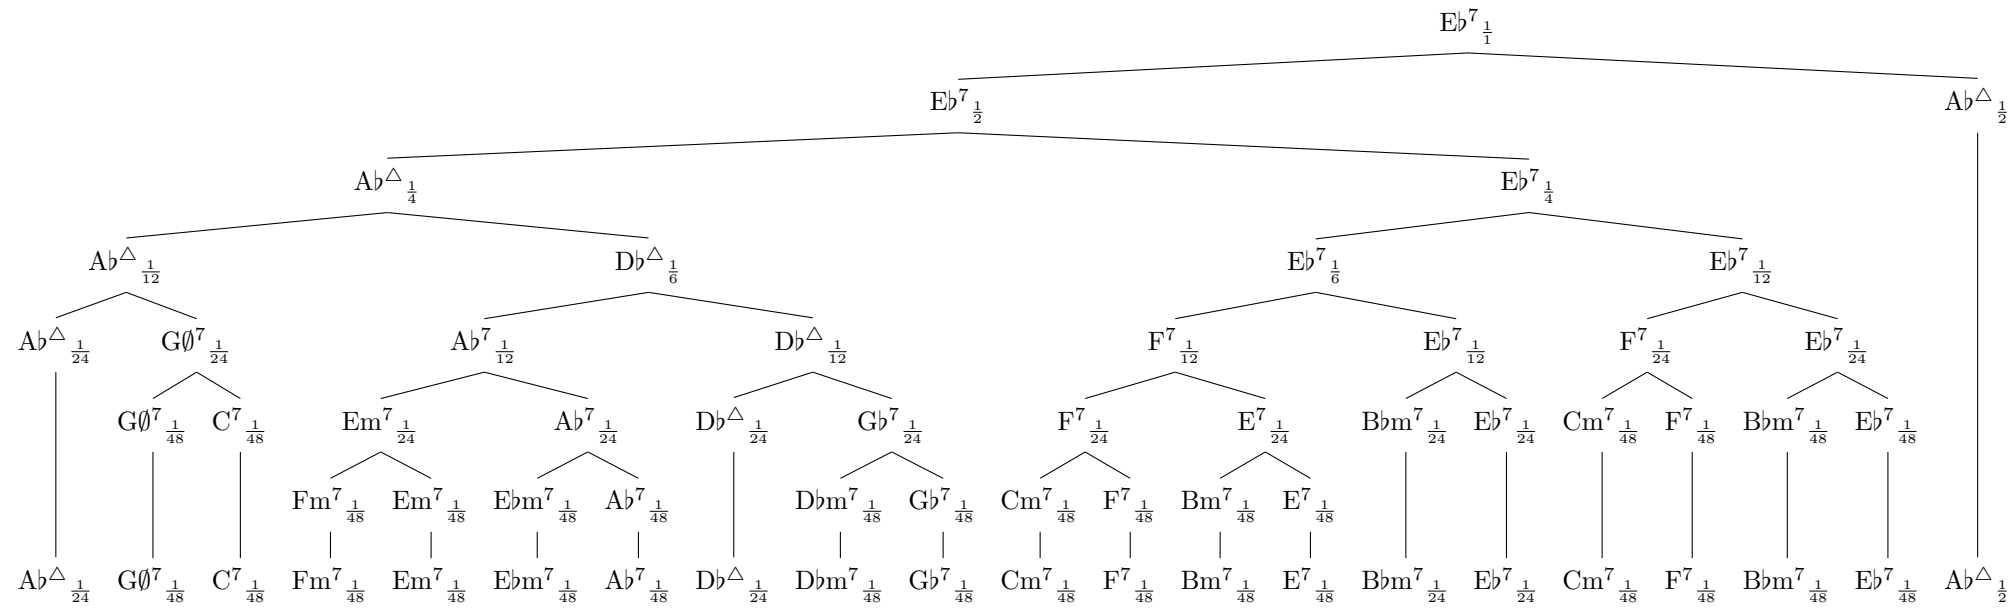 E♭⁷ 1/1
E♭⁷ 1/2 A♭△ 1/2
A♭△ 1/4 E♭⁷ 1/4
A♭△ 1/12 D♭△ 1/6 E♭⁷ 1/6 E♭⁷ 1/12
A♭△ 1/24 G∅⁷ 1/24 A♭⁷ 1/12 D♭△ 1/12 F⁷ 1/12 E♭⁷ 1/12 F⁷ 1/24 E♭⁷ 1/24
G∅⁷ 1/48 C⁷ 1/48 Em⁷ 1/24 A♭⁷ 1/24 D♭△ 1/24 G♭⁷ 1/24 F⁷ 1/24 E⁷ 1/24 B♭m⁷ 1/24 E♭⁷ 1/24 Cm⁷ 1/48 F⁷ 1/48 B♭m⁷ 1/48 E♭⁷ 1/48
Fm⁷ 1/48 Em⁷ 1/48 E♭m⁷ 1/48 A♭⁷ 1/48 D♭m⁷ 1/48 G♭⁷ 1/48 Cm⁷ 1/48 F⁷ 1/48 Bm⁷ 1/48 E⁷ 1/48
A♭△ 1/24 G∅⁷ 1/48 C⁷ 1/48 Fm⁷ 1/48 Em⁷ 1/48 E♭m⁷ 1/48 A♭⁷ 1/48 D♭△ 1/24 D♭m⁷ 1/48 G♭⁷ 1/48 Cm⁷ 1/48 F⁷ 1/48 Bm⁷ 1/48 E⁷ 1/48 B♭m⁷ 1/24 E♭⁷ 1/24 Cm⁷ 1/48 F⁷ 1/48 B♭m⁷ 1/48 E♭⁷ 1/48 A♭△ 1/2